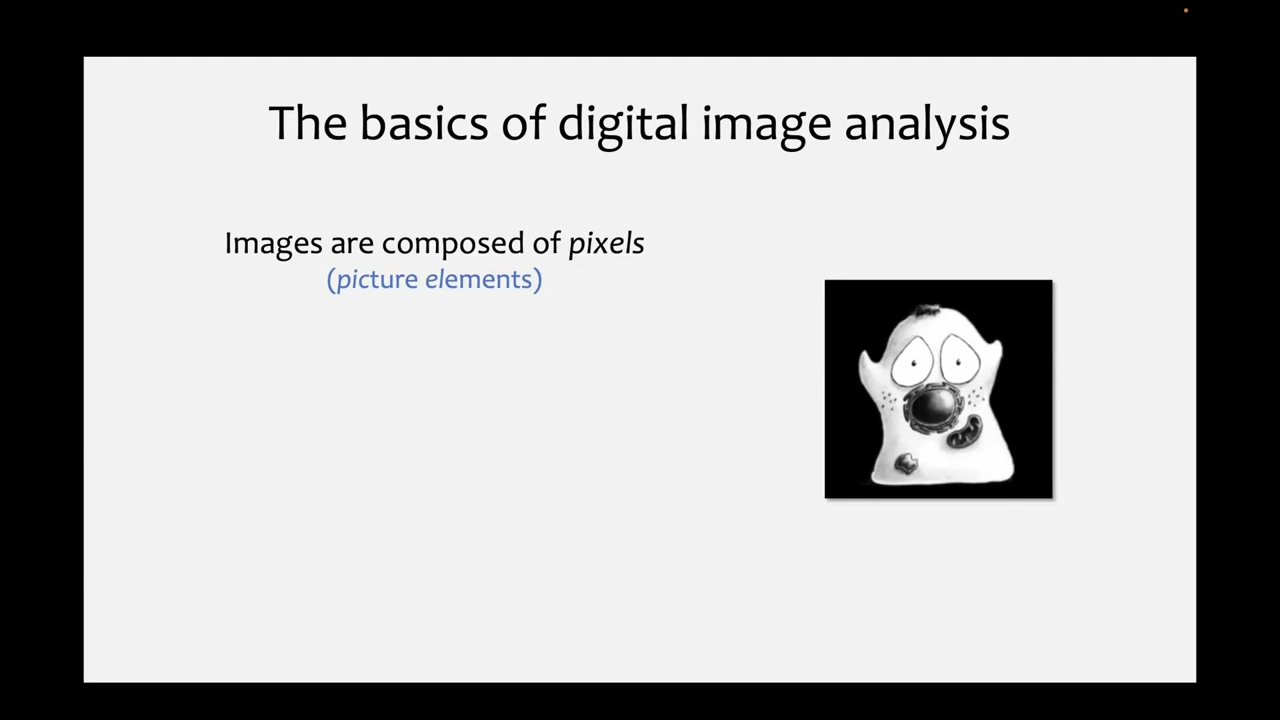 The basics of digital image analysis
Images are composed of pixels
(picture elements)